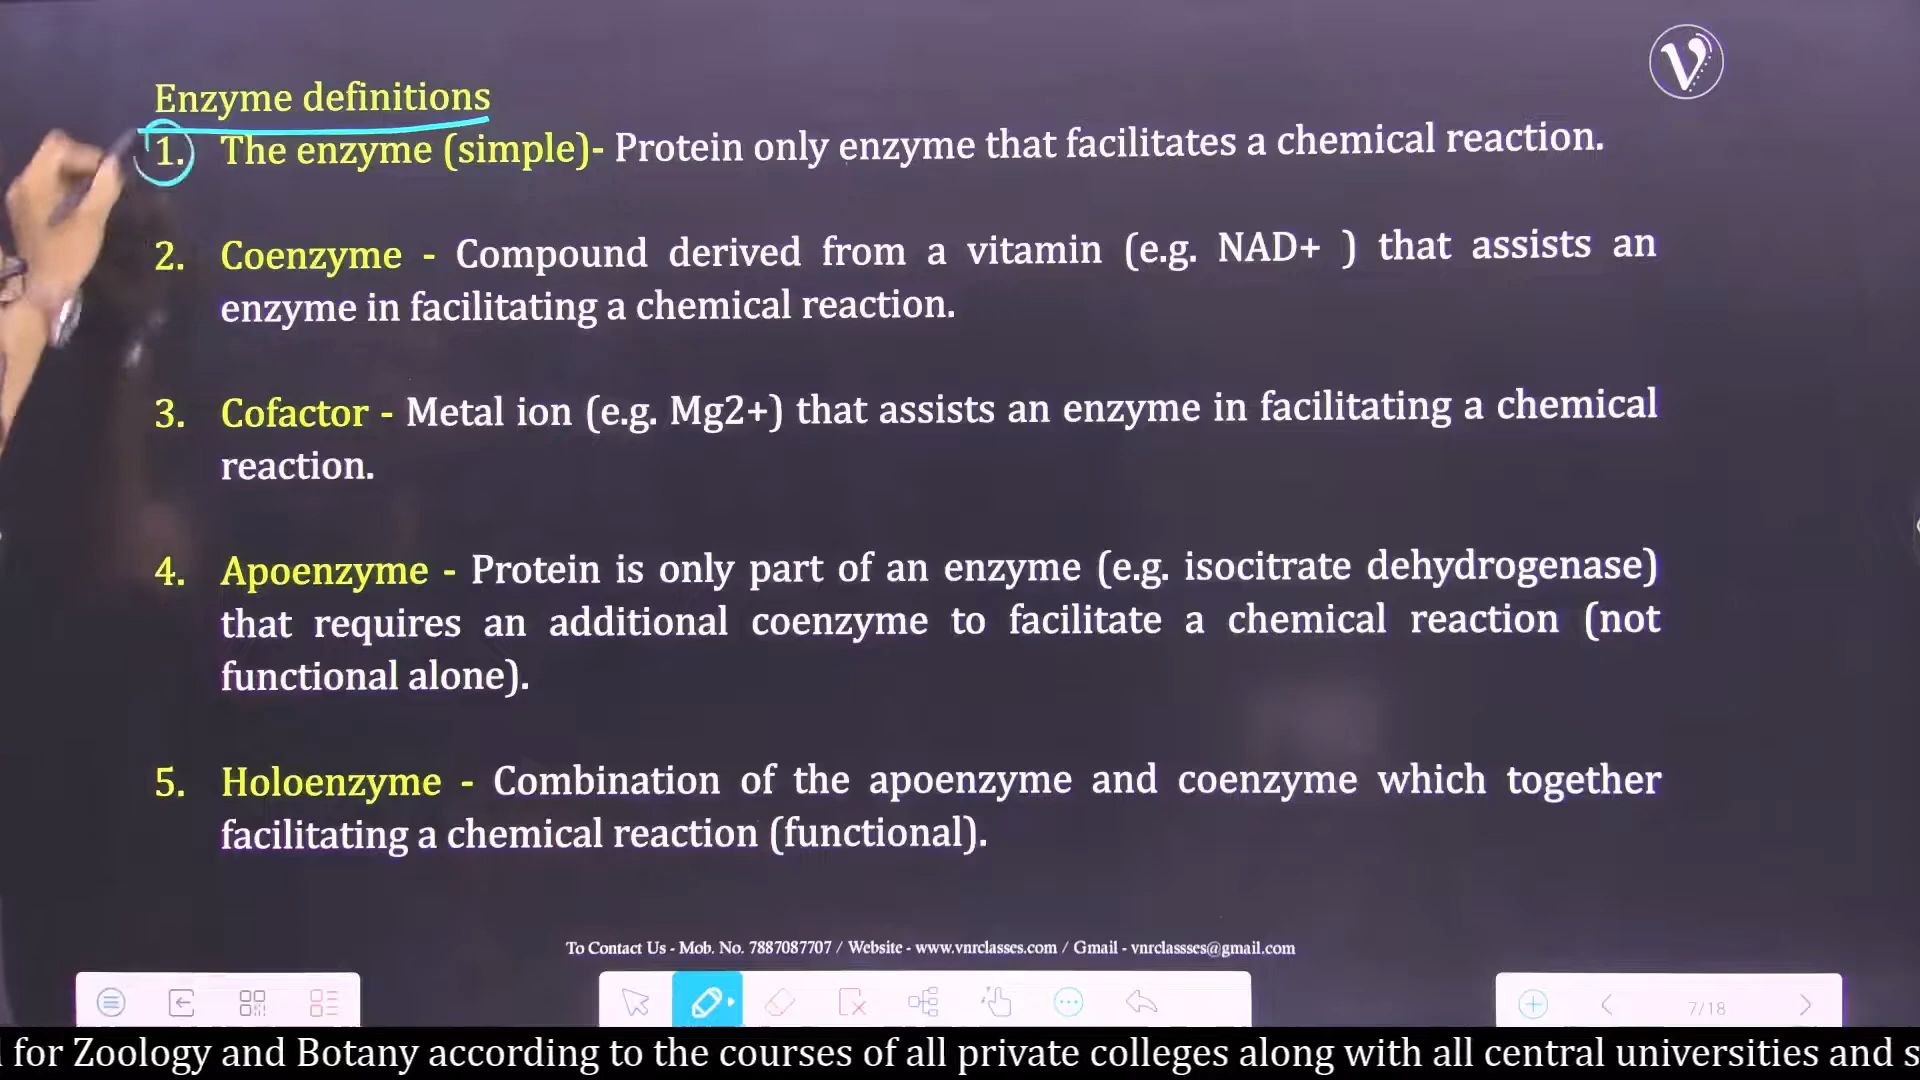 Enzyme definitions
1. The enzyme (simple)- Protein only enzyme that facilitates a chemical reaction.
2. Coenzyme - Compound derived from a vitamin (e.g. NAD+ ) that assists an
enzyme in facilitating a chemical reaction.
3. Cofactor - Metal ion (e.g. Mg2+) that assists an enzyme in facilitating a chemical
reaction.
4. Apoenzyme - Protein is only part of an enzyme (e.g. isocitrate dehydrogenase)
that requires an additional coenzyme to facilitate a chemical reaction (not
functional alone).
5. Holoenzyme - Combination of the apoenzyme and coenzyme which together
facilitating a chemical reaction (functional).
To Contact Us - Mob. No. 7887087707 / Website - www.vnrclasses.com / Gmail - vnrclassses@gmail.com
7/18
for Zoology and Botany according to the courses of all private colleges along with all central universities and s